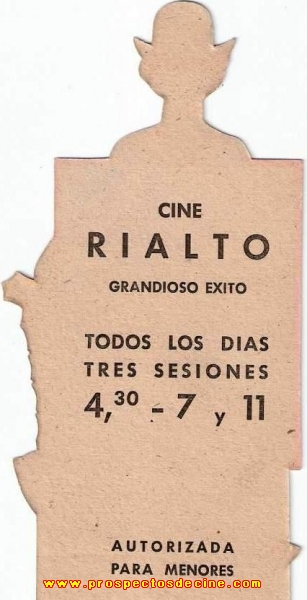 CINE
RIALTO
GRANDIOSO EXITO
TODOS LOS DIAS
TRES SESIONES
4,30 - 7 y 11
AUTORIZADA
PARA MENORES
www.prospectosdecine.com